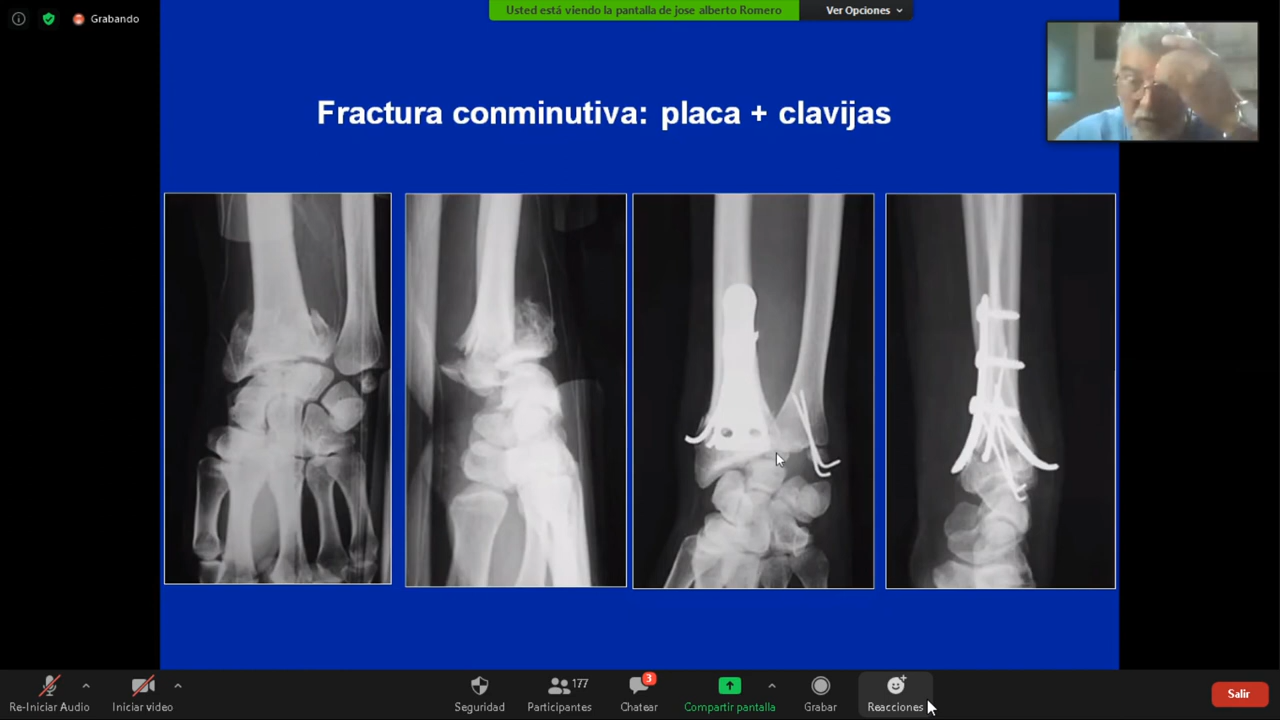 Grabando
Usted está viendo la pantalla de jose alberto Romero
Ver Opciones
Fractura conminutiva: placa + clavijas
Re-Iniciar Audio
Iniciar video
Seguridad
177
Participantes
3
Chatear
Compartir pantalla
Grabar
Reacciones
Salir